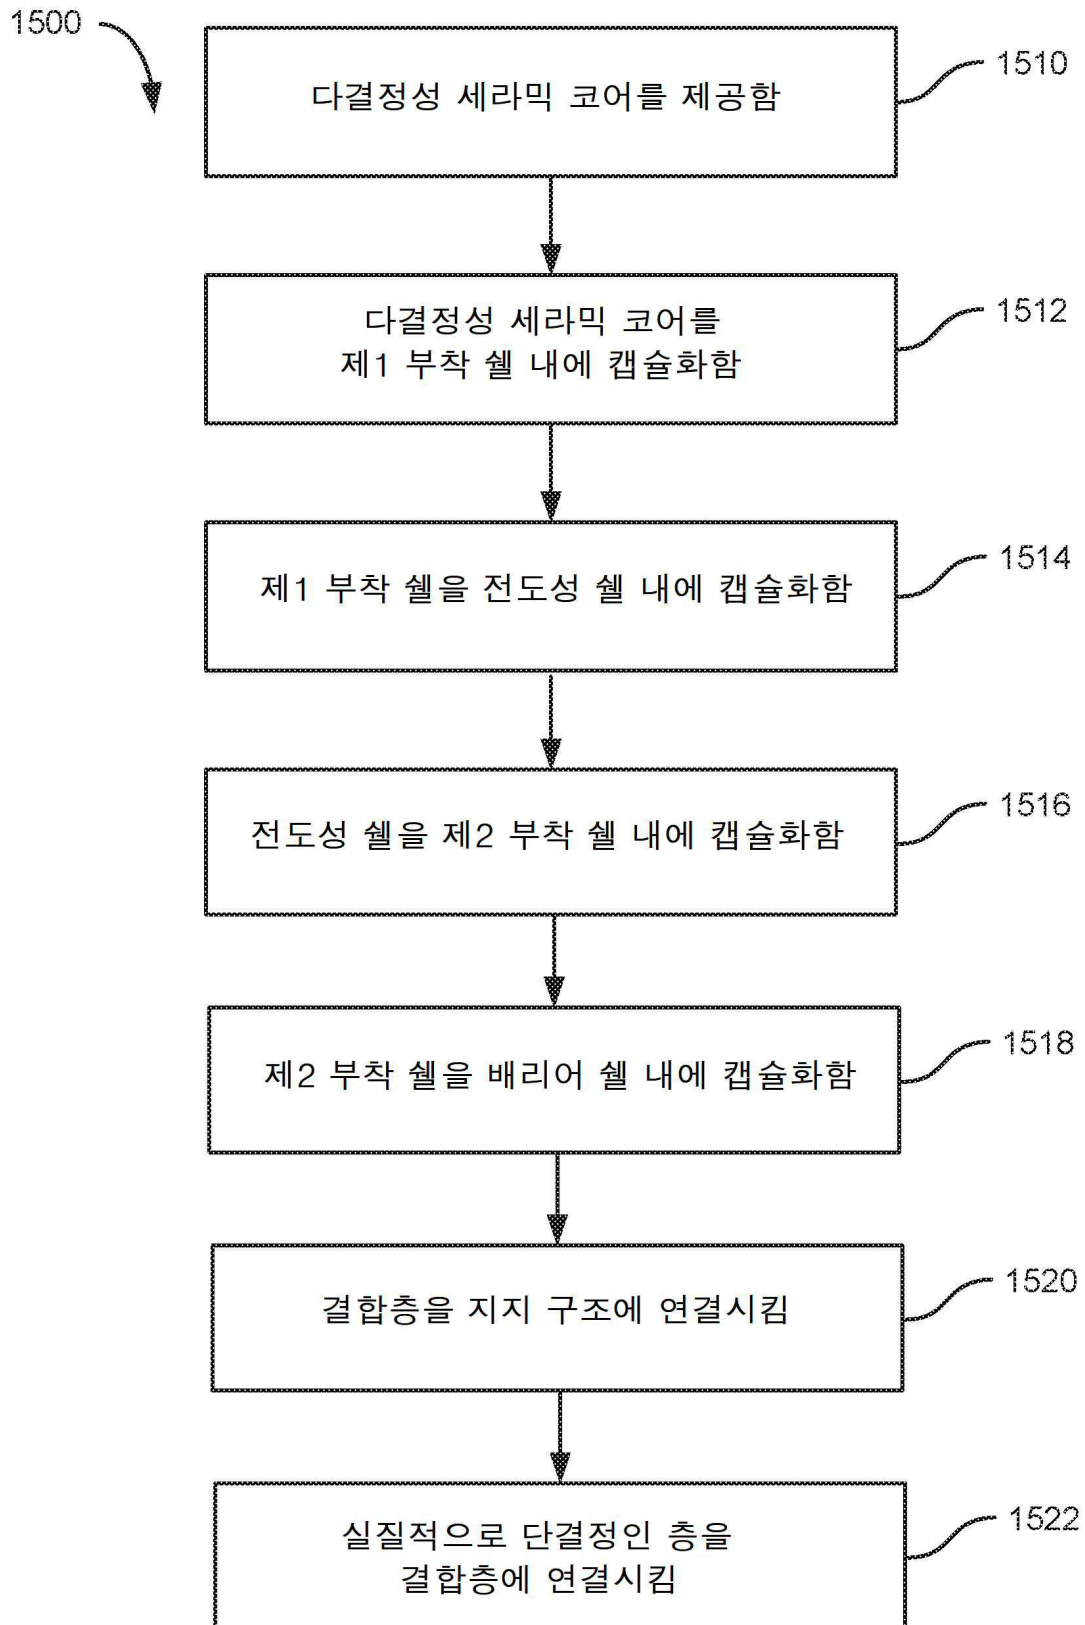 1500
다결정성 세라믹 코어를 제공함
1510
다결정성 세라믹 코어를
제1 부착 쉘 내에 캡슐화함
1512
제1 부착 쉘을 전도성 쉘 내에 캡슐화함
1514
전도성 쉘을 제2 부착 쉘 내에 캡슐화함
1516
제2 부착 쉘을 배리어 쉘 내에 캡슐화함
1518
결합층을 지지 구조에 연결시킴
1520
실질적으로 단결정인 층을
결합층에 연결시킴
1522